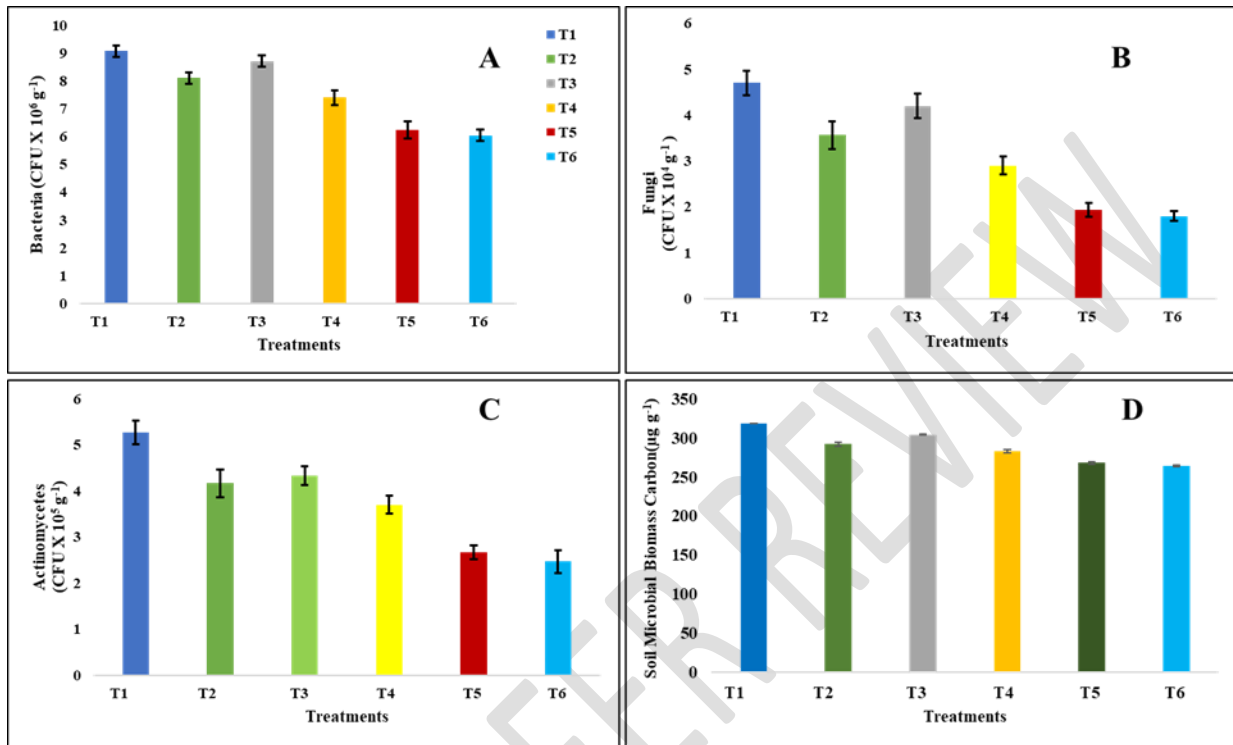 A
Bacteria (CFU X 10⁶ g⁻¹)
10
9
8
7
6
5
4
3
2
1
0
T1 T2 T3 T4 T5 T6
Treatments
T1
T2
T3
T4
T5
T6
B
Fungi
(CFU X 10⁴ g⁻¹)
6
5
4
3
2
1
0
T1 T2 T3 T4 T5 T6
Treatments
C
Actinomycetes
(CFU X 10⁵ g⁻¹)
6
5
4
3
2
1
0
T1 T2 T3 T4 T5 T6
Treatments
D
Soil Microbial Biomass Carbon(µg g⁻¹)
350
300
250
200
150
100
50
0
T1 T2 T3 T4 T5 T6
Treatments
ER REVIEW